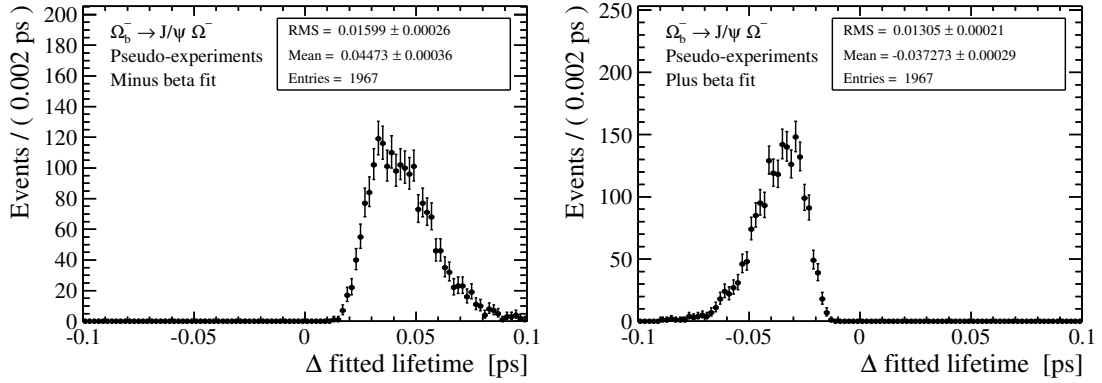 Ω_b^- → J/ψ Ω^-
Pseudo-experiments
Minus beta fit
RMS = 0.01599 ± 0.00026
Mean = 0.04473 ± 0.00036
Entries = 1967
Events / ( 0.002 ps )
200
180
160
140
120
100
80
60
40
20
0
-0.1 -0.05 0 0.05 0.1
Δ fitted lifetime [ps]
Ω_b^- → J/ψ Ω^-
Pseudo-experiments
Plus beta fit
RMS = 0.01305 ± 0.00021
Mean = -0.037273 ± 0.00029
Entries = 1967
Events / ( 0.002 ps )
250
200
150
100
50
0
-0.1 -0.05 0 0.05 0.1
Δ fitted lifetime [ps]